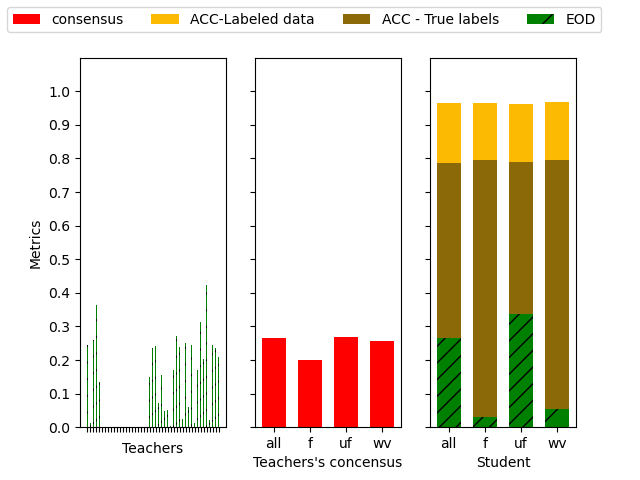 consensus ACC-Labeled data ACC - True labels EOD
Metrics
1.0
0.9
0.8
0.7
0.6
0.5
0.4
0.3
0.2
0.1
0.0
Teachers
all f uf wv
Teachers's concensus
all f uf wv
Student